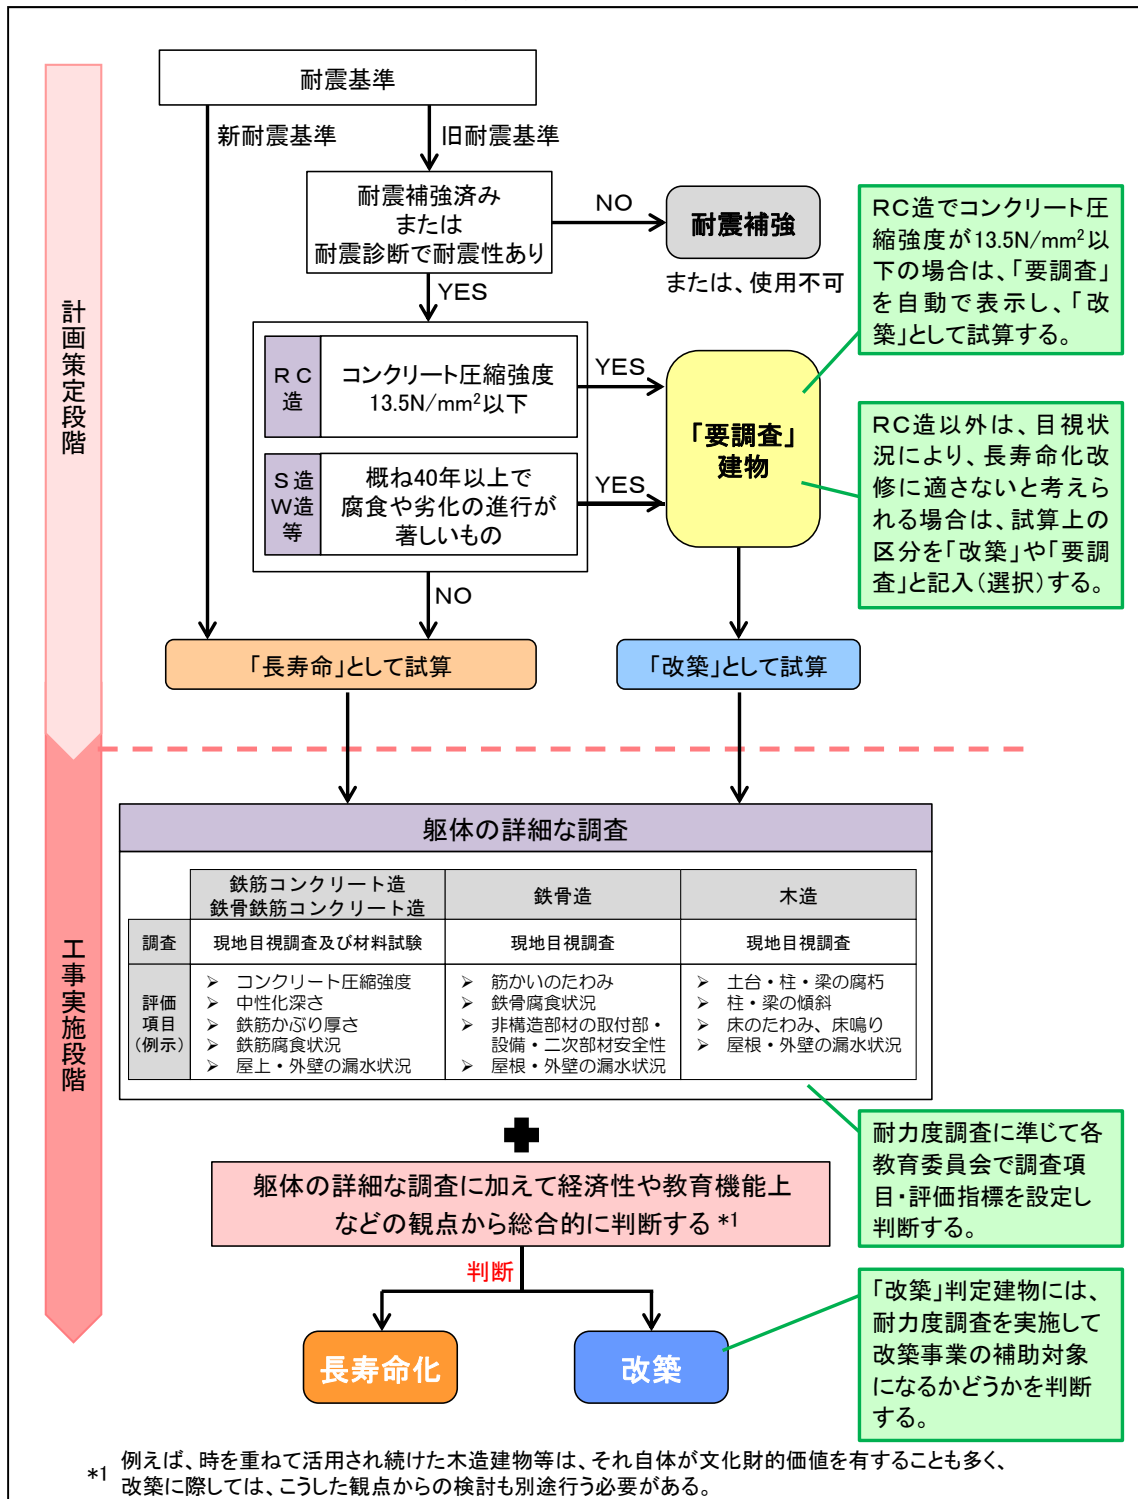 耐震基準
新耐震基準
旧耐震基準
耐震補強済み
または
耐震診断で耐震性あり
NO
耐震補強
または、使用不可
YES
RC
造
コンクリート圧縮強度
13.5N/mm²以下
YES
S造
W造
等
概ね40年以上で
腐食や劣化の進行が
著しいもの
YES
「要調査」
建物
NO
「長寿命」として試算
「改築」として試算
RC造でコンクリート圧
縮強度が13.5N/mm²以
下の場合は、「要調査」
を自動で表示し、「改
築」として試算する。
RC造以外は、目視状
況により、長寿命化改
修に適さないと考えら
れる場合は、試算上の
区分を「改築」や「要調
査」と記入(選択)する。
計画策定段階
工事実施段階
躯体の詳細な調査
鉄筋コンクリート造
鉄骨鉄筋コンクリート造
鉄骨造
木造
調査
現地目視調査及び材料試験
現地目視調査
現地目視調査
評価
項目
(例示)
➢ コンクリート圧縮強度
➢ 中性化深さ
➢ 鉄筋かぶり厚さ
➢ 鉄筋腐食状況
➢ 屋上・外壁の漏水状況
➢ 筋かいのたわみ
➢ 鉄骨腐食状況
➢ 非構造部材の取付部・
設備・二次部材安全性
➢ 屋根・外壁の漏水状況
➢ 土台・柱・梁の腐朽
➢ 柱・梁の傾斜
➢ 床のたわみ、床鳴り
➢ 屋根・外壁の漏水状況
耐力度調査に準じて各
教育委員会で調査項
目・評価指標を設定し
判断する。
躯体の詳細な調査に加えて経済性や教育機能上
などの観点から総合的に判断する *1
判断
長寿命化
改築
「改築」判定建物には、
耐力度調査を実施して
改築事業の補助対象
になるかどうかを判断
する。
*1 例えば、時を重ねて活用され続けた木造建物等は、それ自体が文化財的価値を有することも多く、
改築に際しては、こうした観点からの検討も別途行う必要がある。